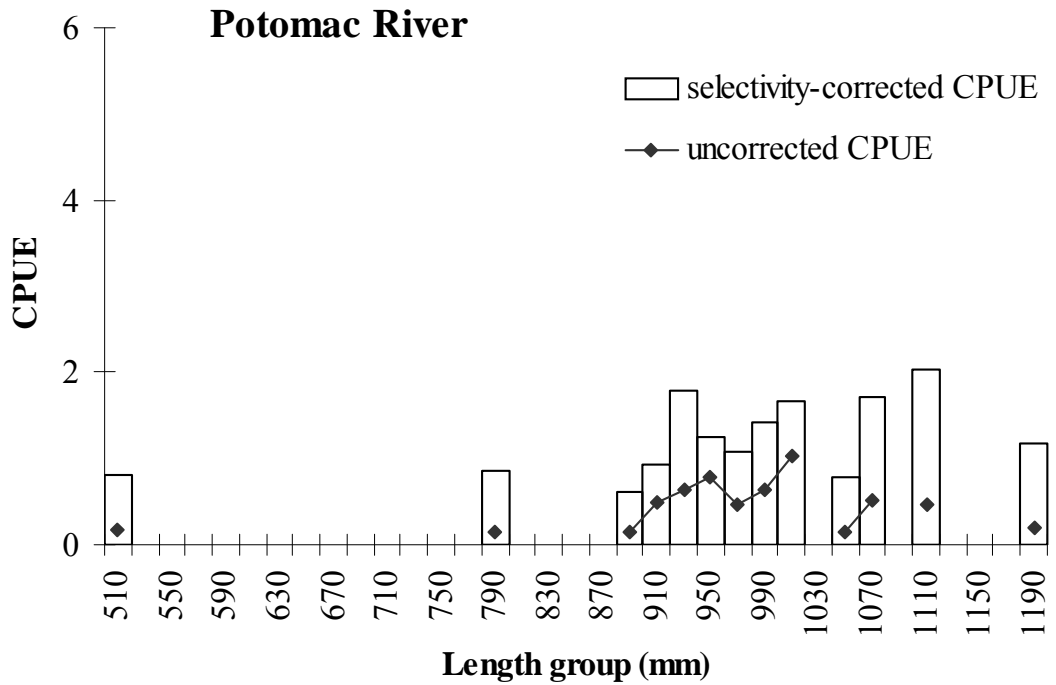 Potomac River
selectivity-corrected CPUE
uncorrected CPUE
CPUE
6
4
2
0
510 550 590 630 670 710 750 790 830 870 910 950 990 1030 1070 1110 1150 1190
Length group (mm)